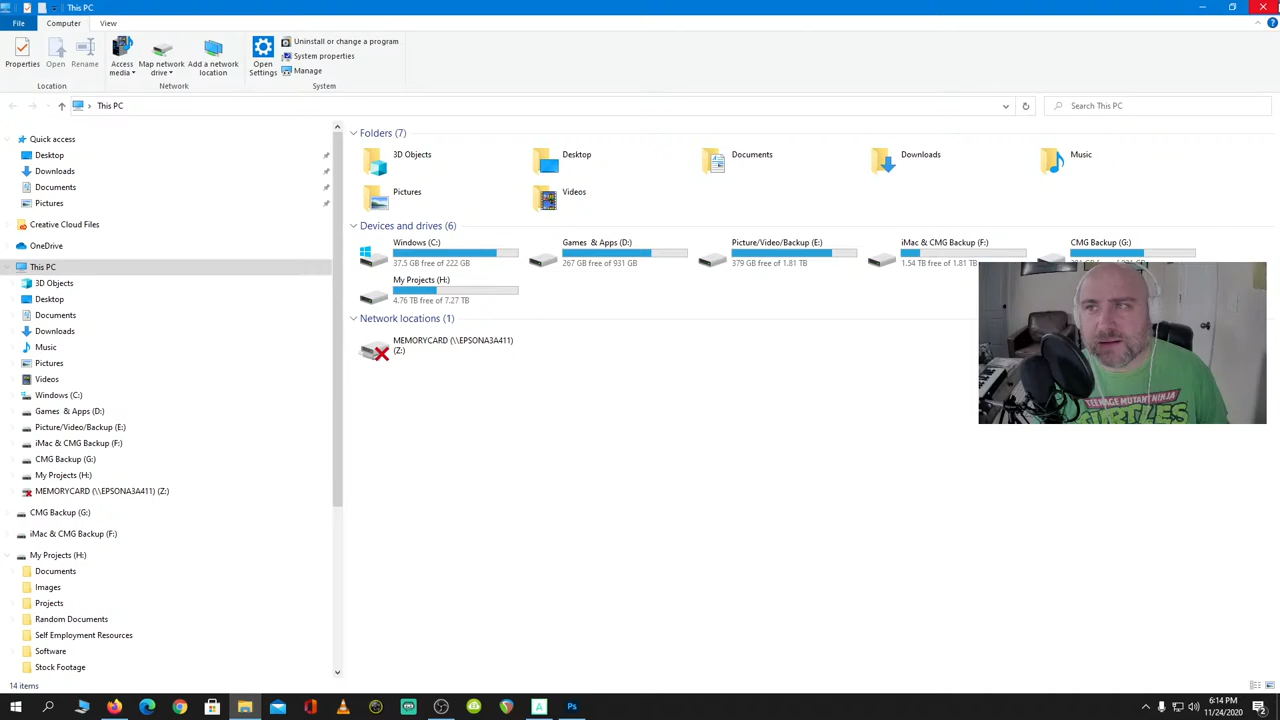 This PC
File
Computer
View
Properties
Open
Rename
Access media
Map network drive
Add a network location
Open Settings
Uninstall or change a program
System properties
Manage
Location
Network
System
This PC
Search This PC
Quick access
Desktop
Downloads
Documents
Pictures
Creative Cloud Files
OneDrive
This PC
3D Objects
Desktop
Documents
Downloads
Music
Pictures
Videos
Windows (C:)
Games & Apps (D:)
Picture/Video/Backup (E:)
iMac & CMG Backup (F:)
CMG Backup (G:)
My Projects (H:)
MEMORYCARD (\\EPSONA3A411) (Z:)
CMG Backup (G:)
iMac & CMG Backup (F:)
My Projects (H:)
Documents
Images
Projects
Random Documents
Self Employment Resources
Software
Stock Footage
Folders (7)
3D Objects
Desktop
Documents
Downloads
Music
Pictures
Videos
Devices and drives (6)
Windows (C:)
37.5 GB free of 222 GB
Games & Apps (D:)
267 GB free of 931 GB
Picture/Video/Backup (E:)
379 GB free of 1.81 TB
iMac & CMG Backup (F:)
1.54 TB free of 1.81 TB
CMG Backup (G:)
My Projects (H:)
4.76 TB free of 7.27 TB
Network locations (1)
MEMORYCARD (\\EPSONA3A411)
(Z:)
TEENAGE MUTANT NINJA
TURTLES
14 items
6:14 PM
11/24/2020
2